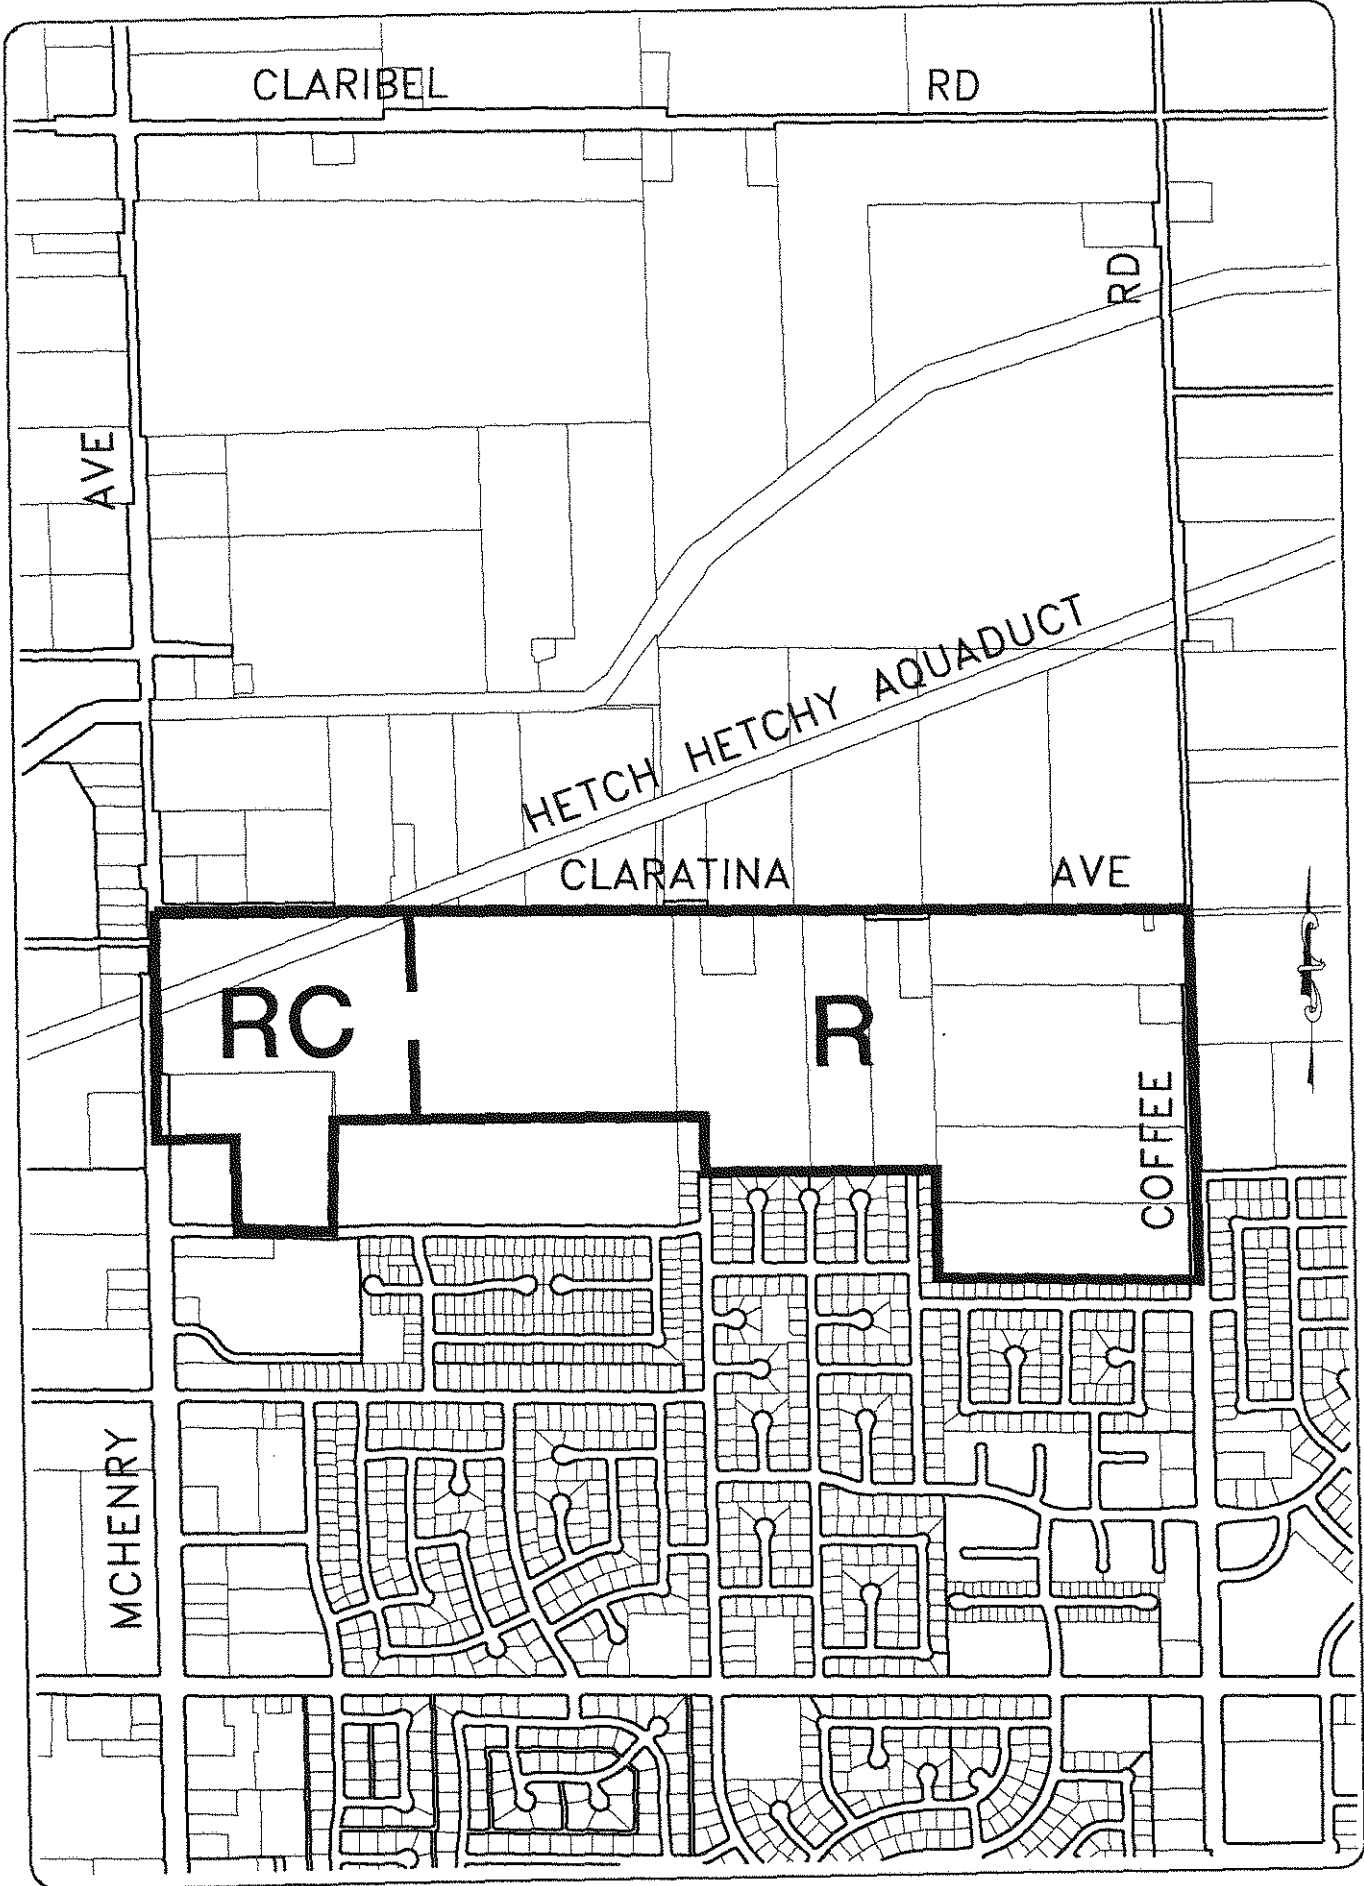 CLARIBEL RD
RD
AVE
HETCH HETCHY AQUADUCT
CLARATINA AVE
RC
R
COFFEE
MCHENRY